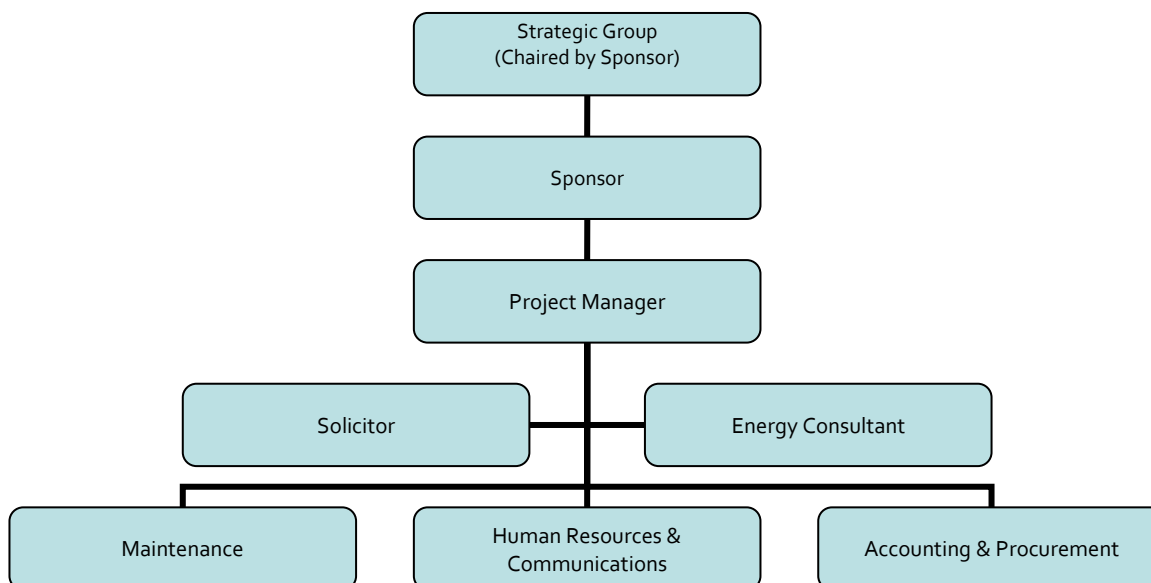 Strategic Group
(Chaired by Sponsor)
Sponsor
Project Manager
Solicitor
Energy Consultant
Maintenance
Human Resources &
Communications
Accounting & Procurement